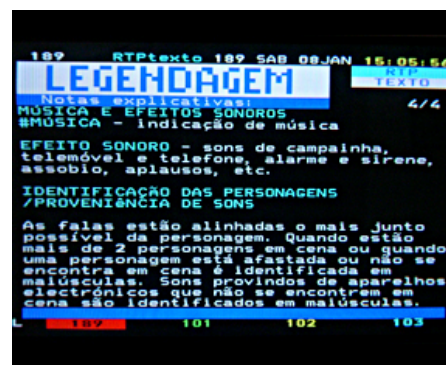 189 RTPtexto 189 SAB 08JAN 15:05:56
LEGENDAGEM
RTP
TEXTO
Notas explicativas:
4/4
MÚSICA E EFEITOS SONOROS
#MÚSICA - indicação de música
EFEITO SONORO - sons de campainha,
telemóvel e telefone, alarme e sirene,
assobio, aplausos, etc.
IDENTIFICAÇÃO DAS PERSONAGENS
/PROVENIêNCIA DE SONS
As falas estão alinhadas o mais junto
possível da personagem. Quando estão
mais de 2 personagens em cena ou quando
uma personagem está afastada ou não se
encontra em cena é identificada em
maiúsculas. Sons provindos de aparelhos
electrónicos que não se encontrem em
cena são identificados em maiúsculas.
L 189 101 102 103